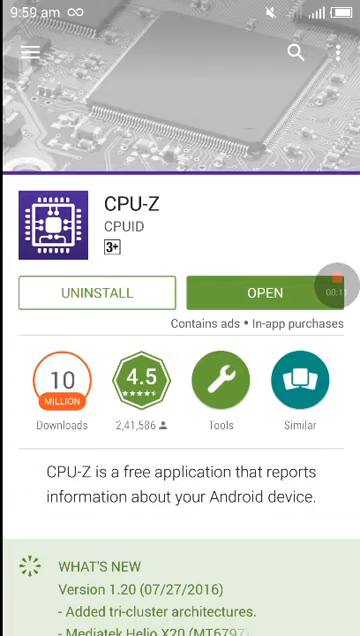 9:59 am
CPU-Z
CPUID
3+
UNINSTALL
OPEN
00:11
Contains ads • In-app purchases
10
MILLION
4.5
Downloads
2,41,586
Tools
Similar
CPU-Z is a free application that reports
information about your Android device.
WHAT'S NEW
Version 1.20 (07/27/2016)
- Added tri-cluster architectures.
- Mediatek Helio X20 (MT6797)